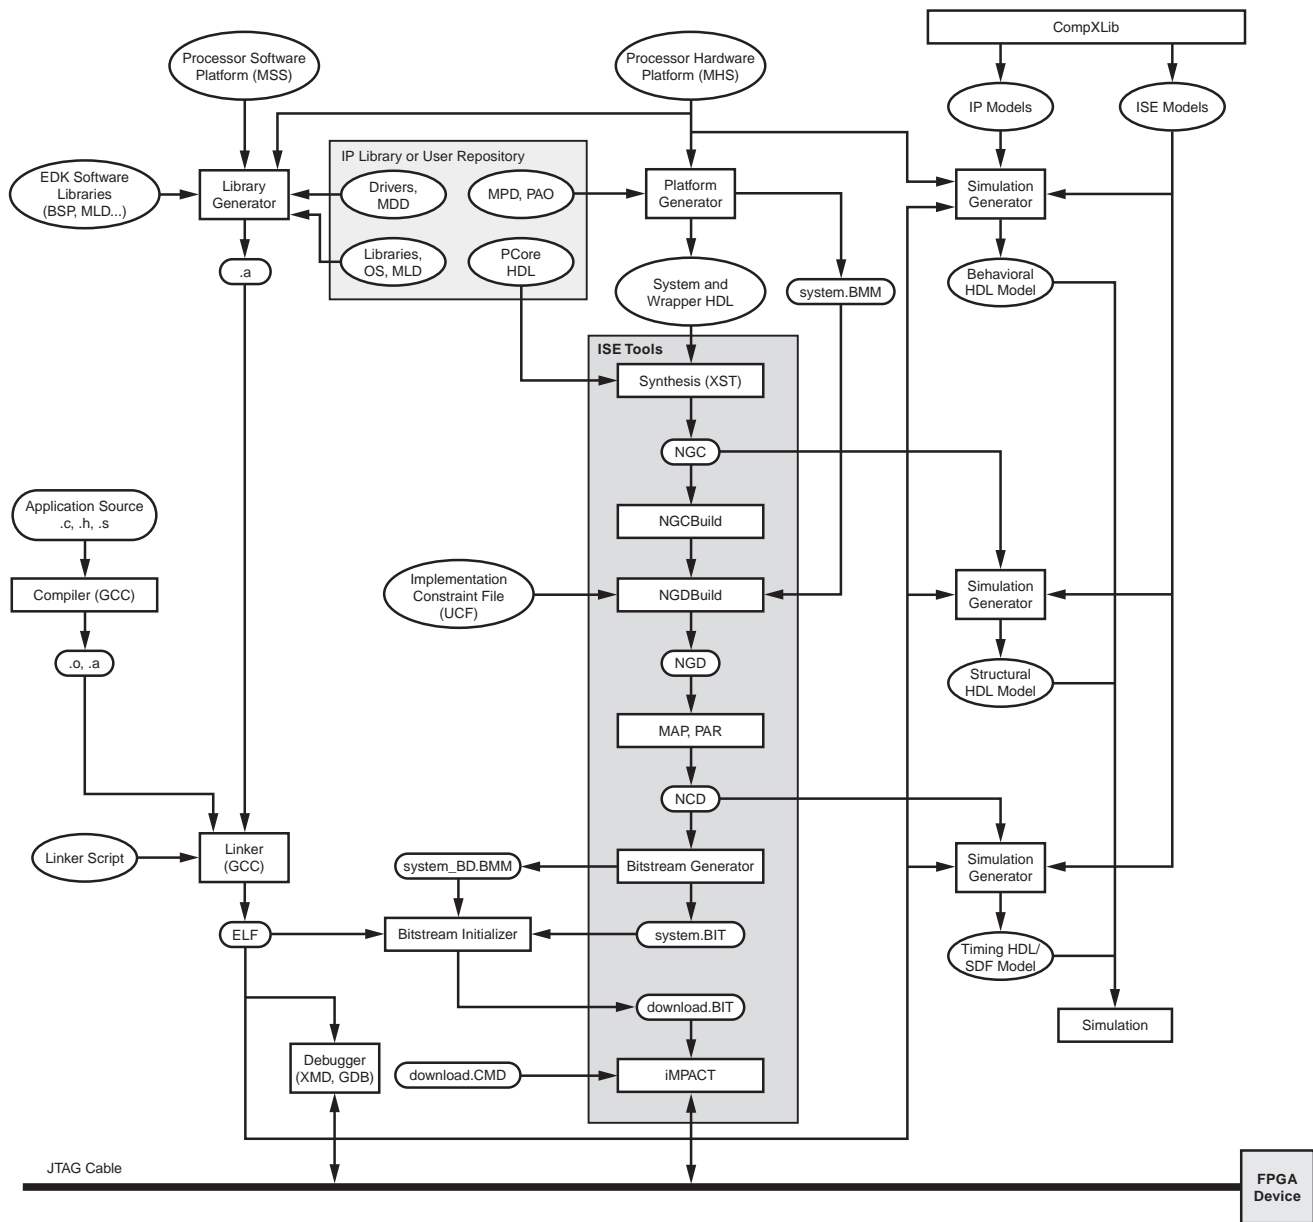 CompXLib
Processor Software
Platform (MSS)
Processor Hardware
Platform (MHS)
IP Models
ISE Models
IP Library or User Repository
EDK Software
Libraries
(BSP, MLD...)
Library
Generator
Drivers,
MDD
MPD, PAO
Platform
Generator
Simulation
Generator
.a
Libraries,
OS, MLD
PCore
HDL
System and
Wrapper HDL
system.BMM
Behavioral
HDL Model
ISE Tools
Synthesis (XST)
NGC
Application Source
.c, .h, .s
NGCBuild
Compiler (GCC)
Implementation
Constraint File
(UCF)
NGDBuild
Simulation
Generator
.o, .a
NGD
Structural
HDL Model
MAP, PAR
NCD
Linker Script
Linker
(GCC)
system_BD.BMM
Bitstream Generator
Simulation
Generator
ELF
Bitstream Initializer
system.BIT
Timing HDL/
SDF Model
download.BIT
Simulation
Debugger
(XMD, GDB)
download.CMD
iMPACT
JTAG Cable
FPGA
Device